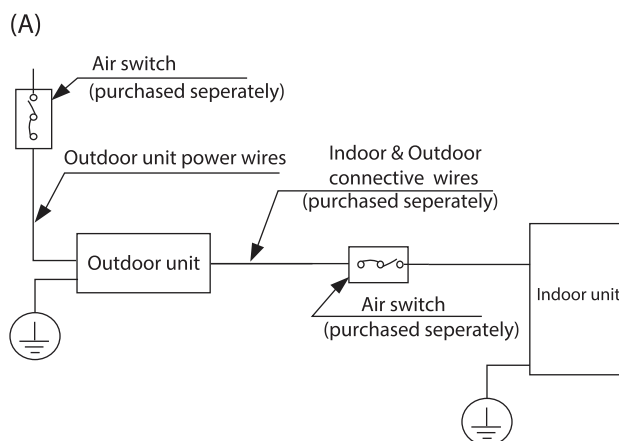 (A)
Air switch
(purchased seperately)
Outdoor unit power wires
Indoor & Outdoor
connective wires
(purchased seperately)
Outdoor unit
Indoor unit
Air switch
(purchased seperately)